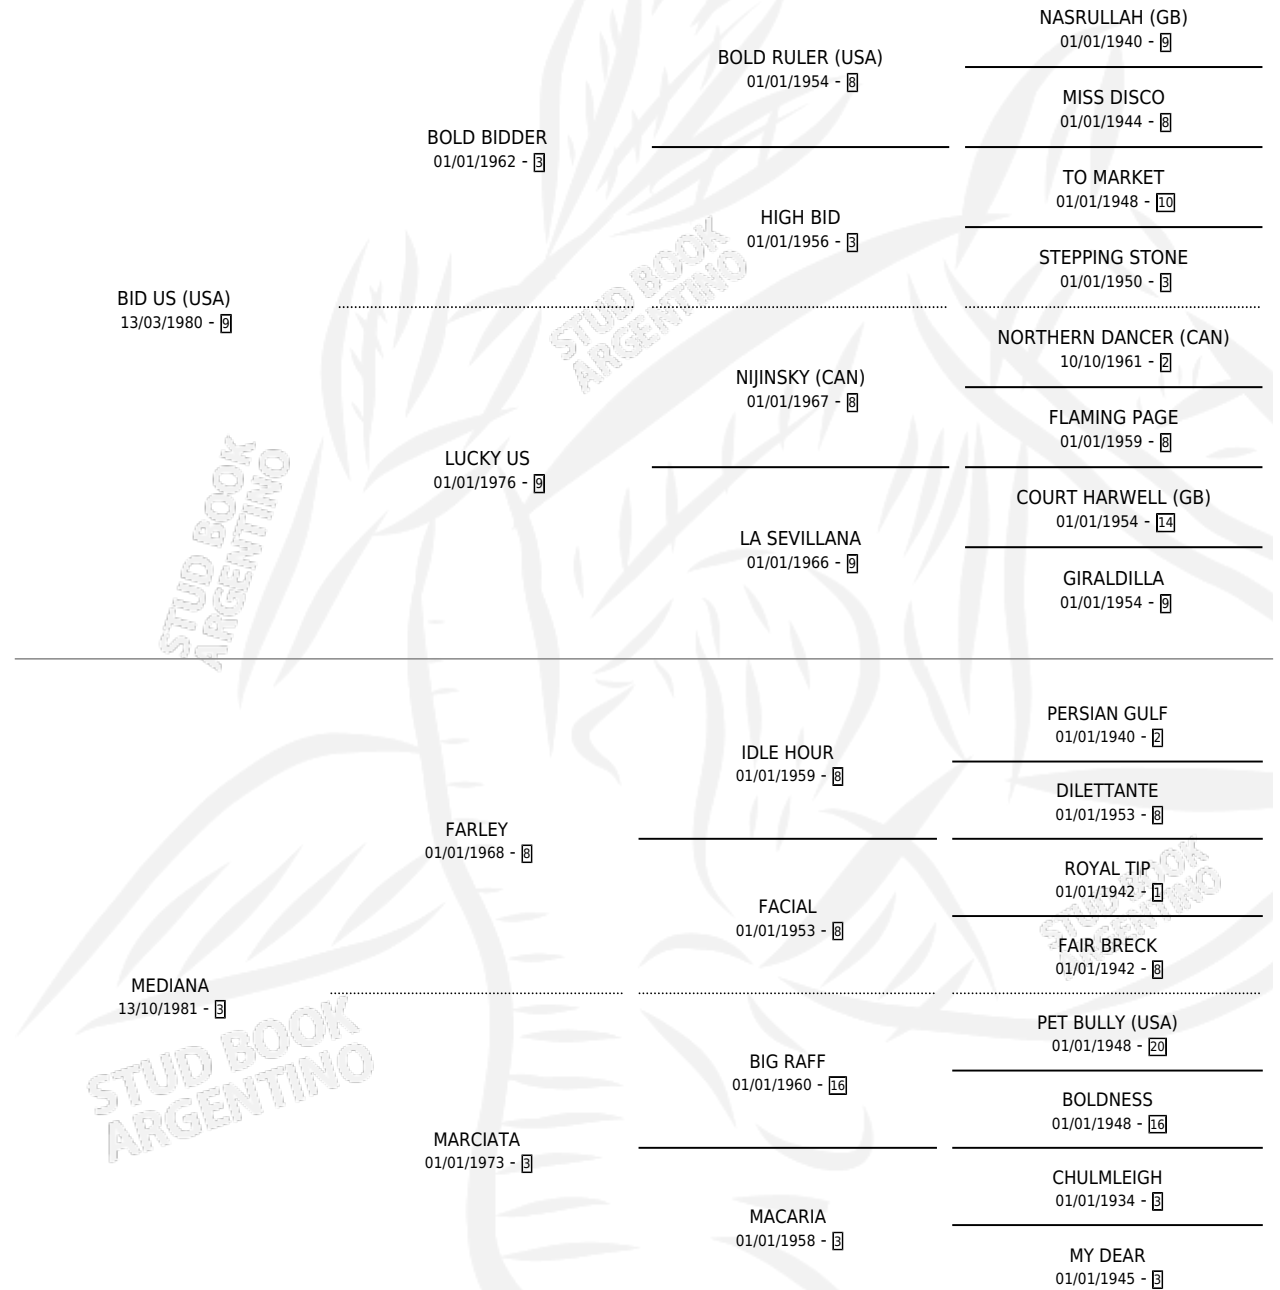 NASRULLAH (GB)
01/01/1940 - 9
BOLD RULER (USA)
01/01/1954 - 8
MISS DISCO
01/01/1944 - 8
BOLD BIDDER
01/01/1962 - 3
TO MARKET
01/01/1948 - 10
HIGH BID
01/01/1956 - 3
STEPPING STONE
01/01/1950 - 3
BID US (USA)
13/03/1980 - 9
STUD BOOK
ARGENTINO
NORTHERN DANCER (CAN)
10/10/1961 - 2
NIJINSKY (CAN)
01/01/1967 - 8
FLAMING PAGE
01/01/1959 - 8
LUCKY US
01/01/1976 - 9
COURT HARWELL (GB)
01/01/1954 - 14
LA SEVILLANA
01/01/1966 - 9
GIRALDILLA
01/01/1954 - 9
STUD BOOK
ARGENTINO
PERSIAN GULF
01/01/1940 - 2
IDLE HOUR
01/01/1959 - 8
DILETTANTE
01/01/1953 - 8
FARLEY
01/01/1968 - 8
ROYAL TIP
01/01/1942 - 1
FACIAL
01/01/1953 - 8
FAIR BRECK
01/01/1942 - 8
STUD BOOK
ARGENTINO
MEDIANA
13/10/1981 - 3
PET BULLY (USA)
01/01/1948 - 20
BIG RAFF
01/01/1960 - 16
BOLDNESS
01/01/1948 - 16
STUD BOOK
ARGENTINO
MARCIATA
01/01/1973 - 3
CHULMLEIGH
01/01/1934 - 3
MACARIA
01/01/1958 - 3
MY DEAR
01/01/1945 - 3